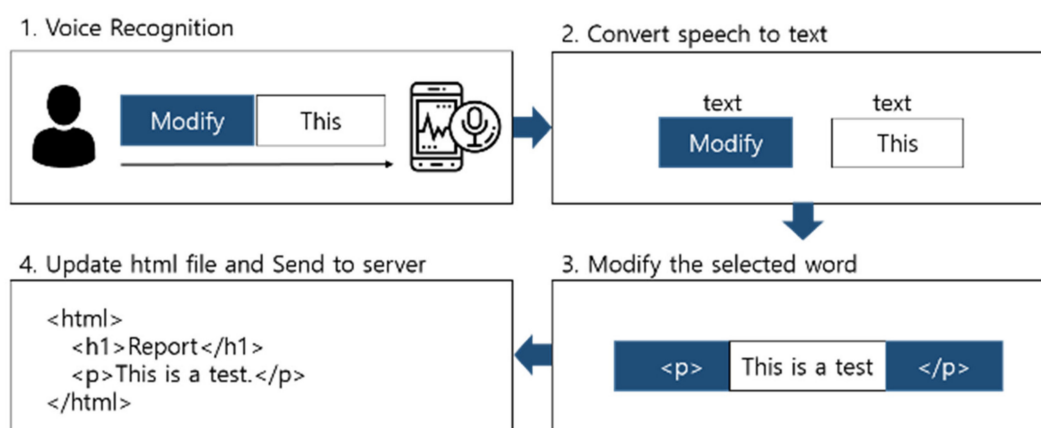 1. Voice Recognition
Modify This
2. Convert speech to text
text text
Modify This
3. Modify the selected word
<p> This is a test </p>
4. Update html file and Send to server
<html>
<h1>Report</h1>
<p>This is a test.</p>
</html>